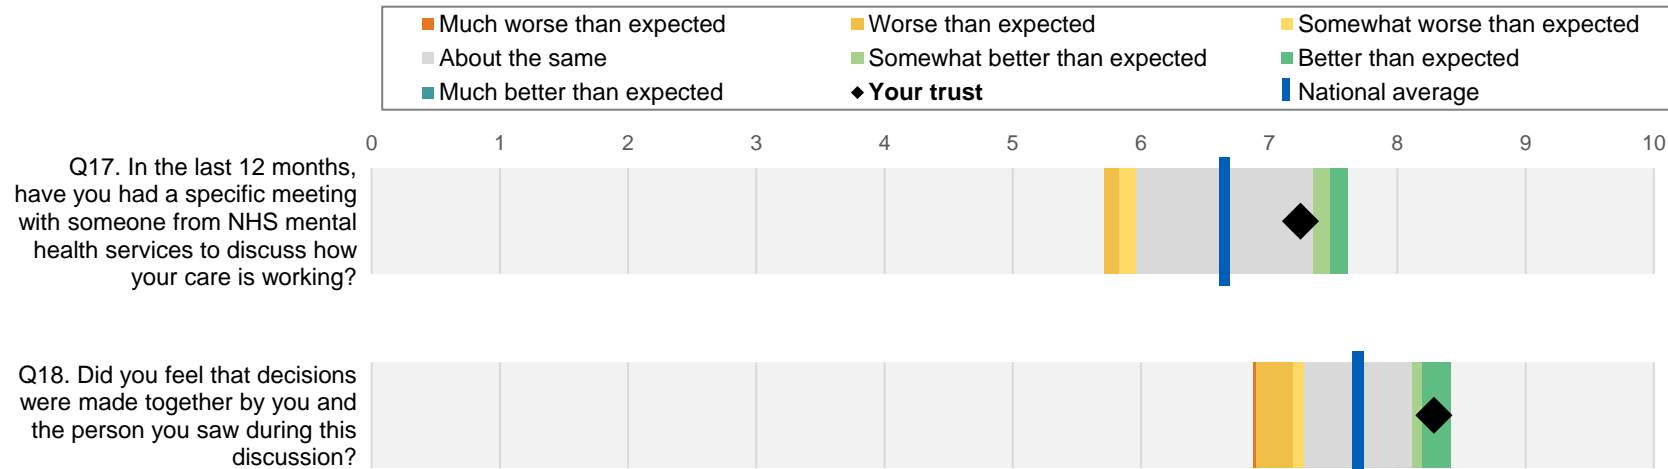 Much worse than expected
Worse than expected
Somewhat worse than expected
About the same
Somewhat better than expected
Better than expected
Much better than expected
Your trust
National average
0 1 2 3 4 5 6 7 8 9 10
Q17. In the last 12 months,
have you had a specific meeting
with someone from NHS mental
health services to discuss how
your care is working?
Q18. Did you feel that decisions
were made together by you and
the person you saw during this
discussion?